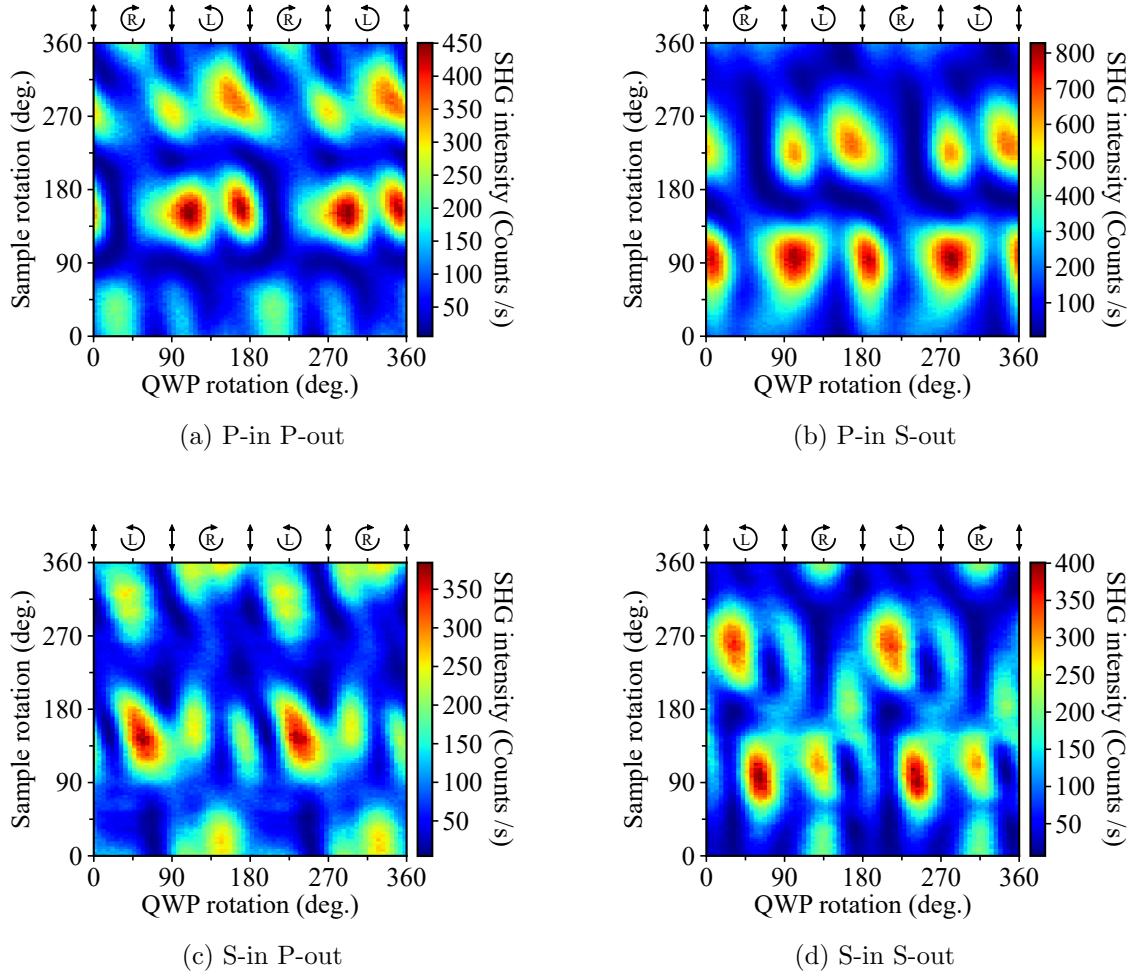 R L R L
360
270
180
90
0
0 90 180 270 360
Sample rotation (deg.)
QWP rotation (deg.)
450
400
350
300
250
200
150
100
50
SHG intensity (Counts /s)
(a) P-in P-out
R L R L
360
270
180
90
0
0 90 180 270 360
Sample rotation (deg.)
QWP rotation (deg.)
800
700
600
500
400
300
200
100
SHG intensity (Counts /s)
(b) P-in S-out
L R L R
360
270
180
90
0
0 90 180 270 360
Sample rotation (deg.)
QWP rotation (deg.)
350
300
250
200
150
100
50
SHG intensity (Counts /s)
(c) S-in P-out
L R L R
360
270
180
90
0
0 90 180 270 360
Sample rotation (deg.)
QWP rotation (deg.)
400
350
300
250
200
150
100
50
SHG intensity (Counts /s)
(d) S-in S-out